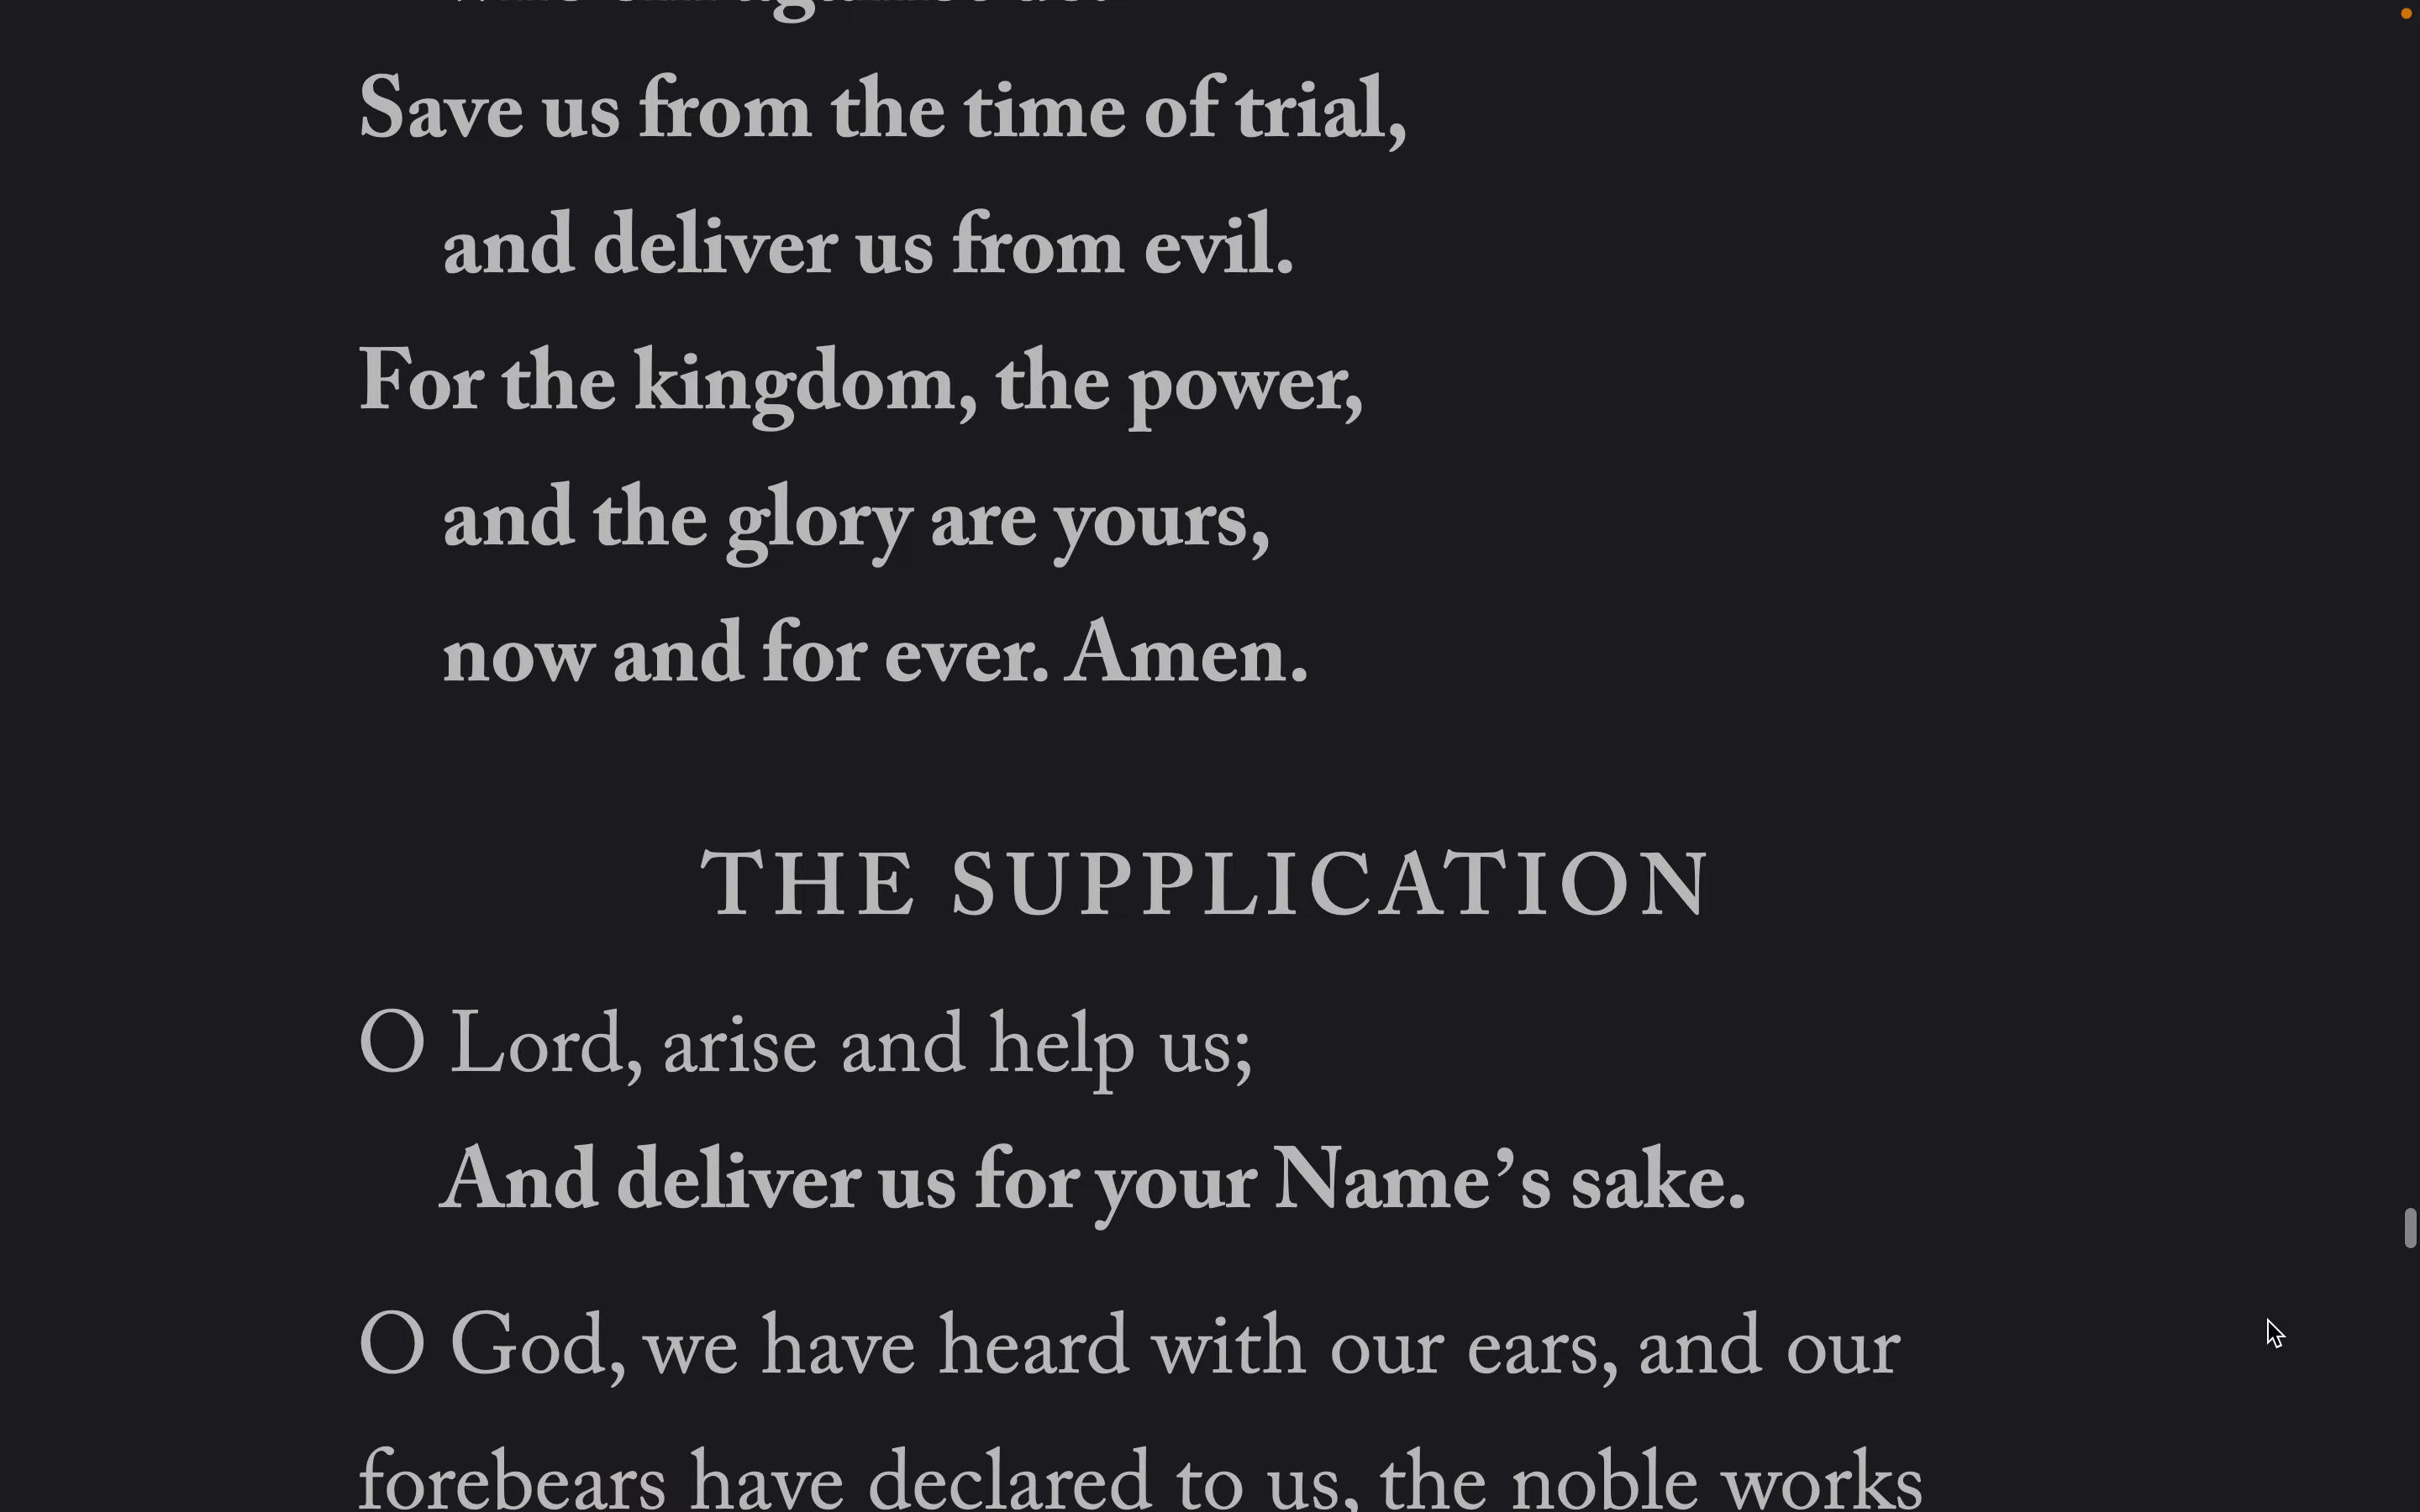 Save us from the time of trial,
and deliver us from evil.
For the kingdom, the power,
and the glory are yours,
now and for ever. Amen.
THE SUPPLICATION
O Lord, arise and help us;
And deliver us for your Name’s sake.
O God, we have heard with our ears, and our
forebears have declared to us, the noble works